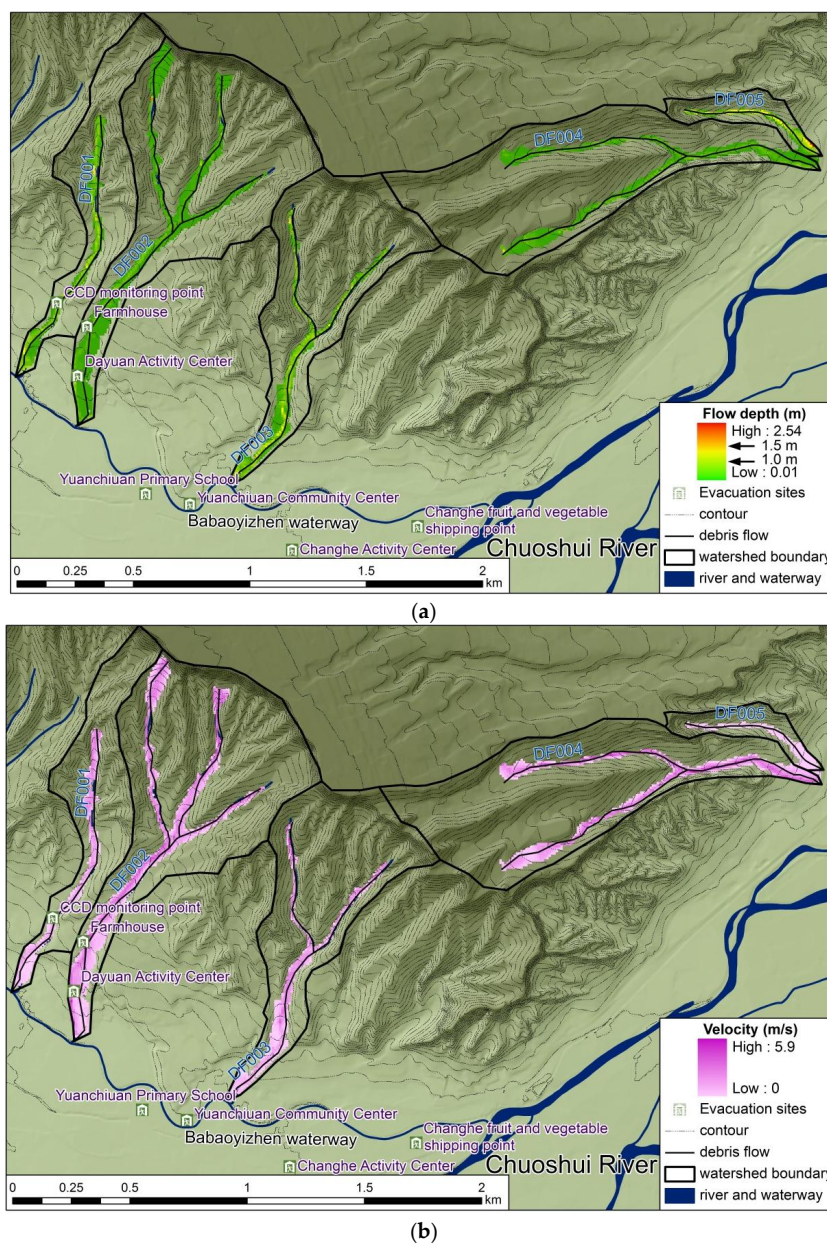 DF005
DF004
DF001
DF002
CCD monitoring point
Farmhouse
Dayuan Activity Center
DF003
Yuanchiuan Primary School
Yuanchiuan Community Center
Babaoyizhen waterway
Changhe fruit and vegetable
shipping point
Changhe Activity Center
Chuoshui River
0 0.25 0.5 1 1.5 2
km
Flow depth (m)
High : 2.54
1.5 m
1.0 m
Low : 0.01
Evacuation sites
contour
debris flow
watershed boundary
river and waterway
(a)
DF005
DF004
DF001
DF002
CCD monitoring point
Farmhouse
Dayuan Activity Center
DF003
Yuanchiuan Primary School
Yuanchiuan Community Center
Babaoyizhen waterway
Changhe fruit and vegetable
shipping point
Changhe Activity Center
Chuoshui River
0 0.25 0.5 1 1.5 2
km
Velocity (m/s)
High : 5.9
Low : 0
Evacuation sites
contour
debris flow
watershed boundary
river and waterway
(b)